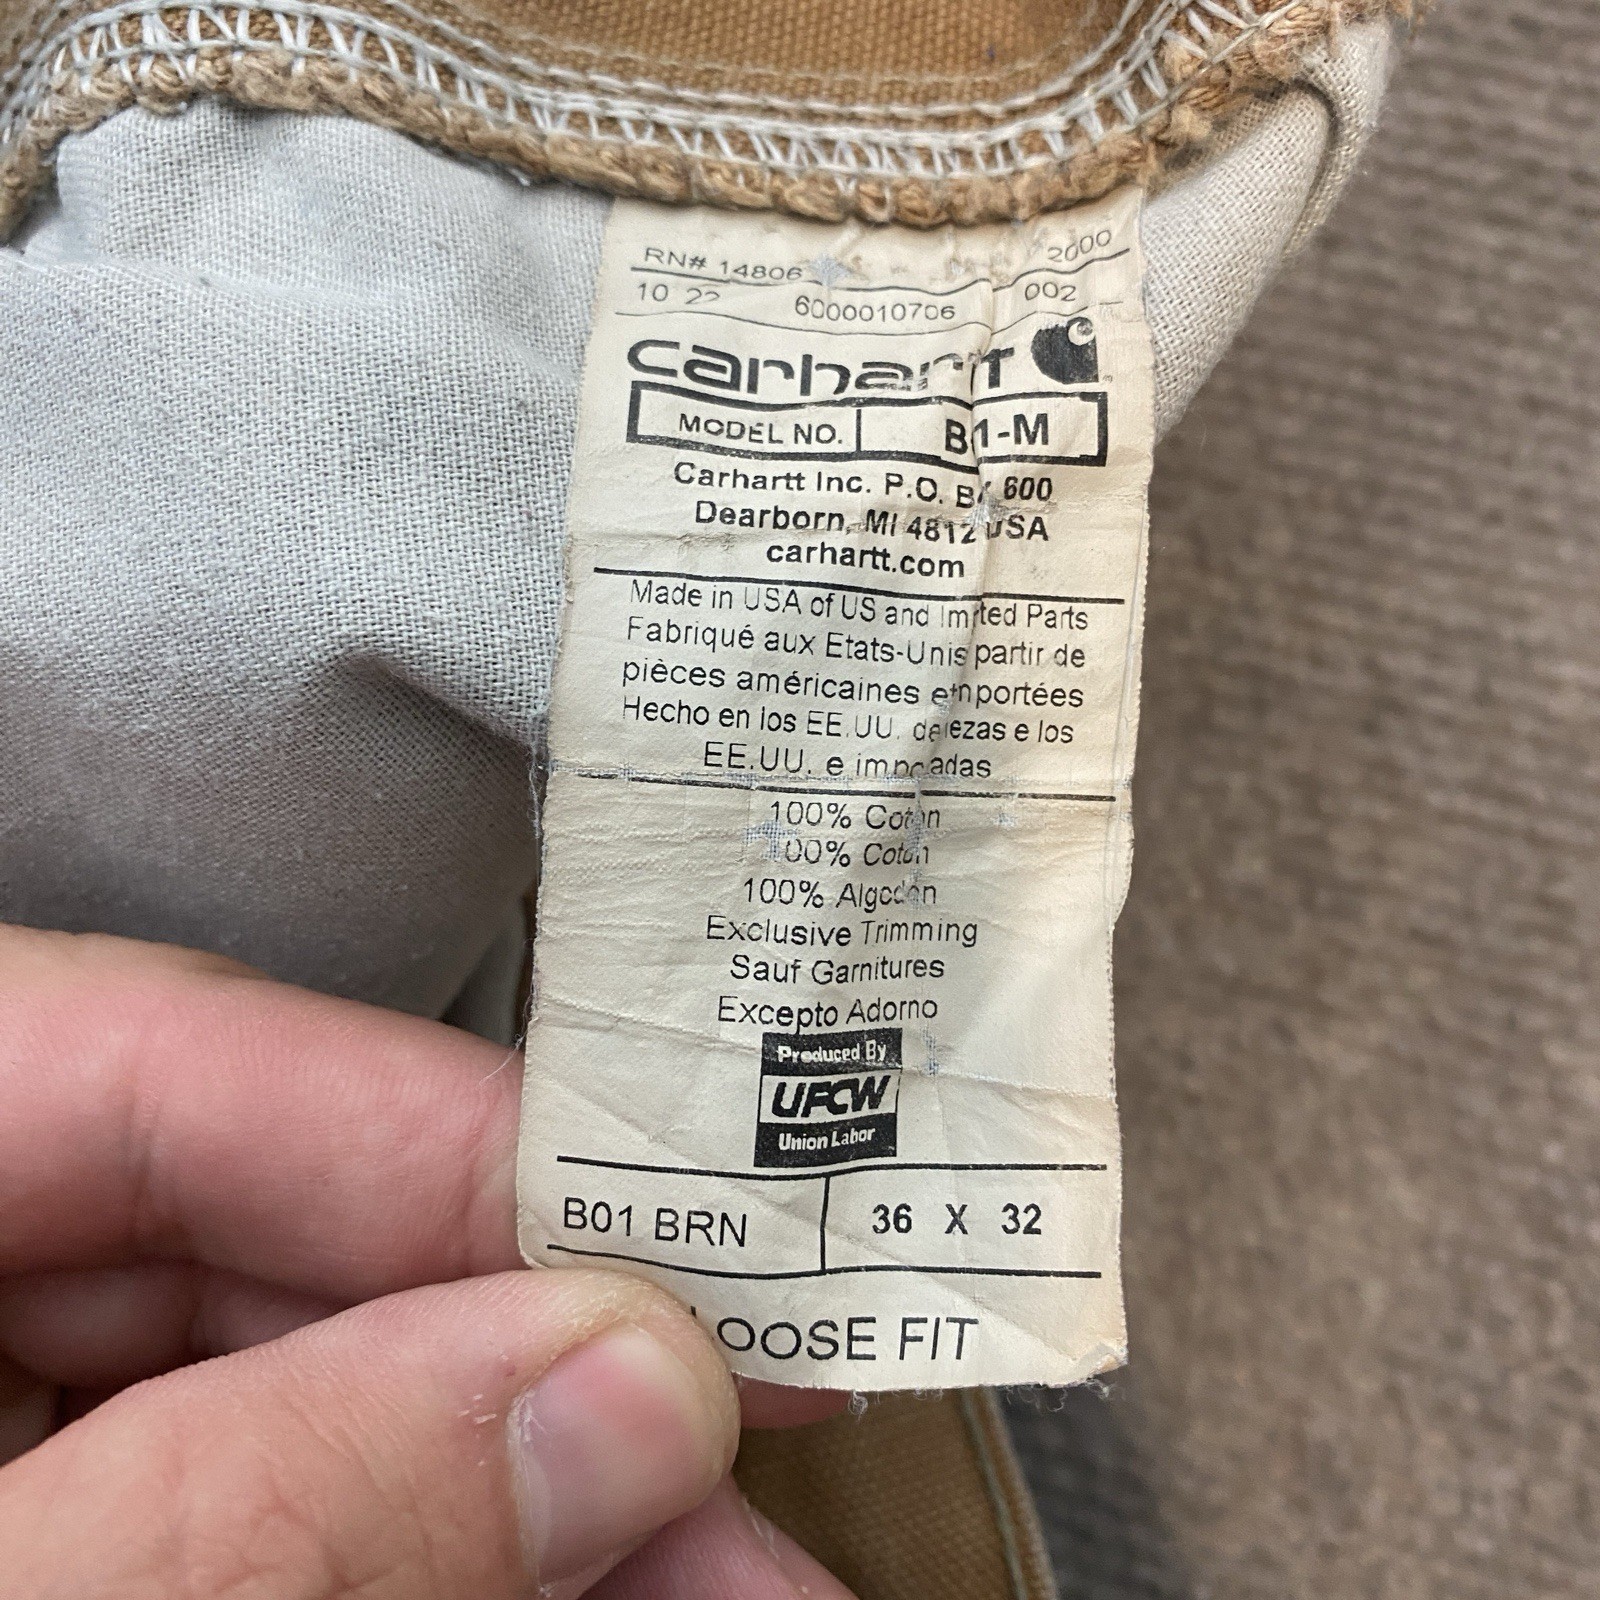 RN# 14806 2000
10 22 6000010706 002
carhartt
MODEL NO. B01-M
Carhartt Inc. P.O. 600
Dearborn, MI USA
carhartt.com
Made in USA of US and Parts
Fabriqué aux Etats-Unis partir de
pièces américaines
Hecho en los EE.UU. e los
EE.UU. e
100%
100%
100% Algodon
Exclusive Trimming
Sauf Garnitures
Excepto Adorno
Produced By
UFCW
Union Labor
B01 BRN 36 X 32
LOOSE FIT